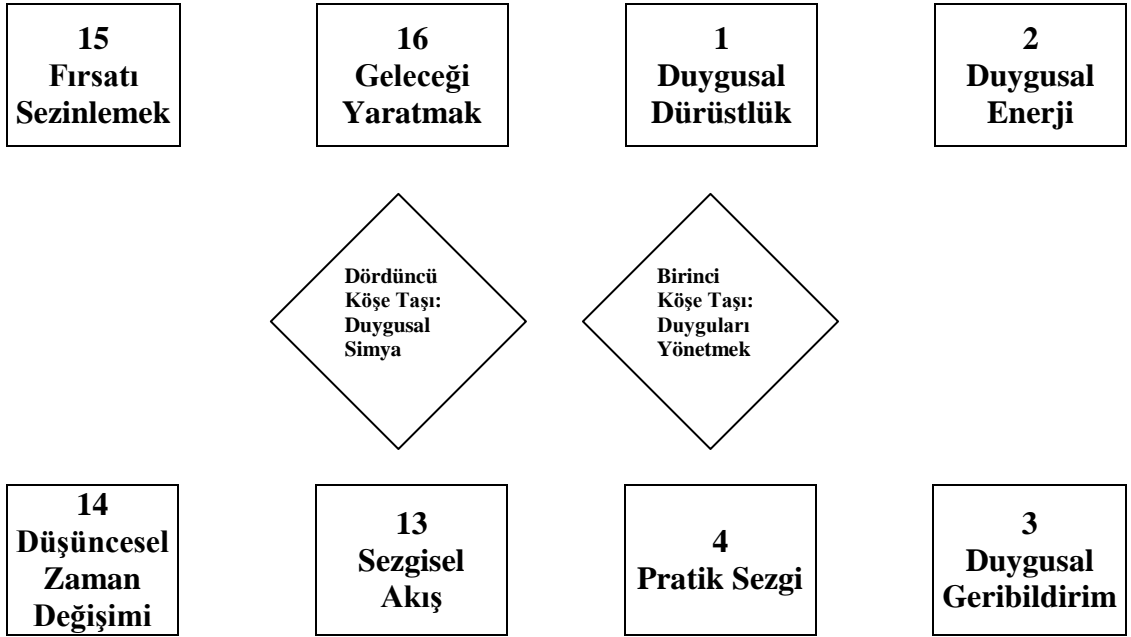 15
Fırsatı
Sezinlemek
16
Geleceği
Yaratmak
1
Duygusal
Dürüstlük
2
Duygusal
Enerji
Dördüncü
Köşe Taşı:
Duygusal
Simya
Birinci
Köşe Taşı:
Duyguları
Yönetmek
14
Düşüncesel
Zaman
Değişimi
13
Sezgisel
Akış
4
Pratik Sezgi
3
Duygusal
Geribildirim